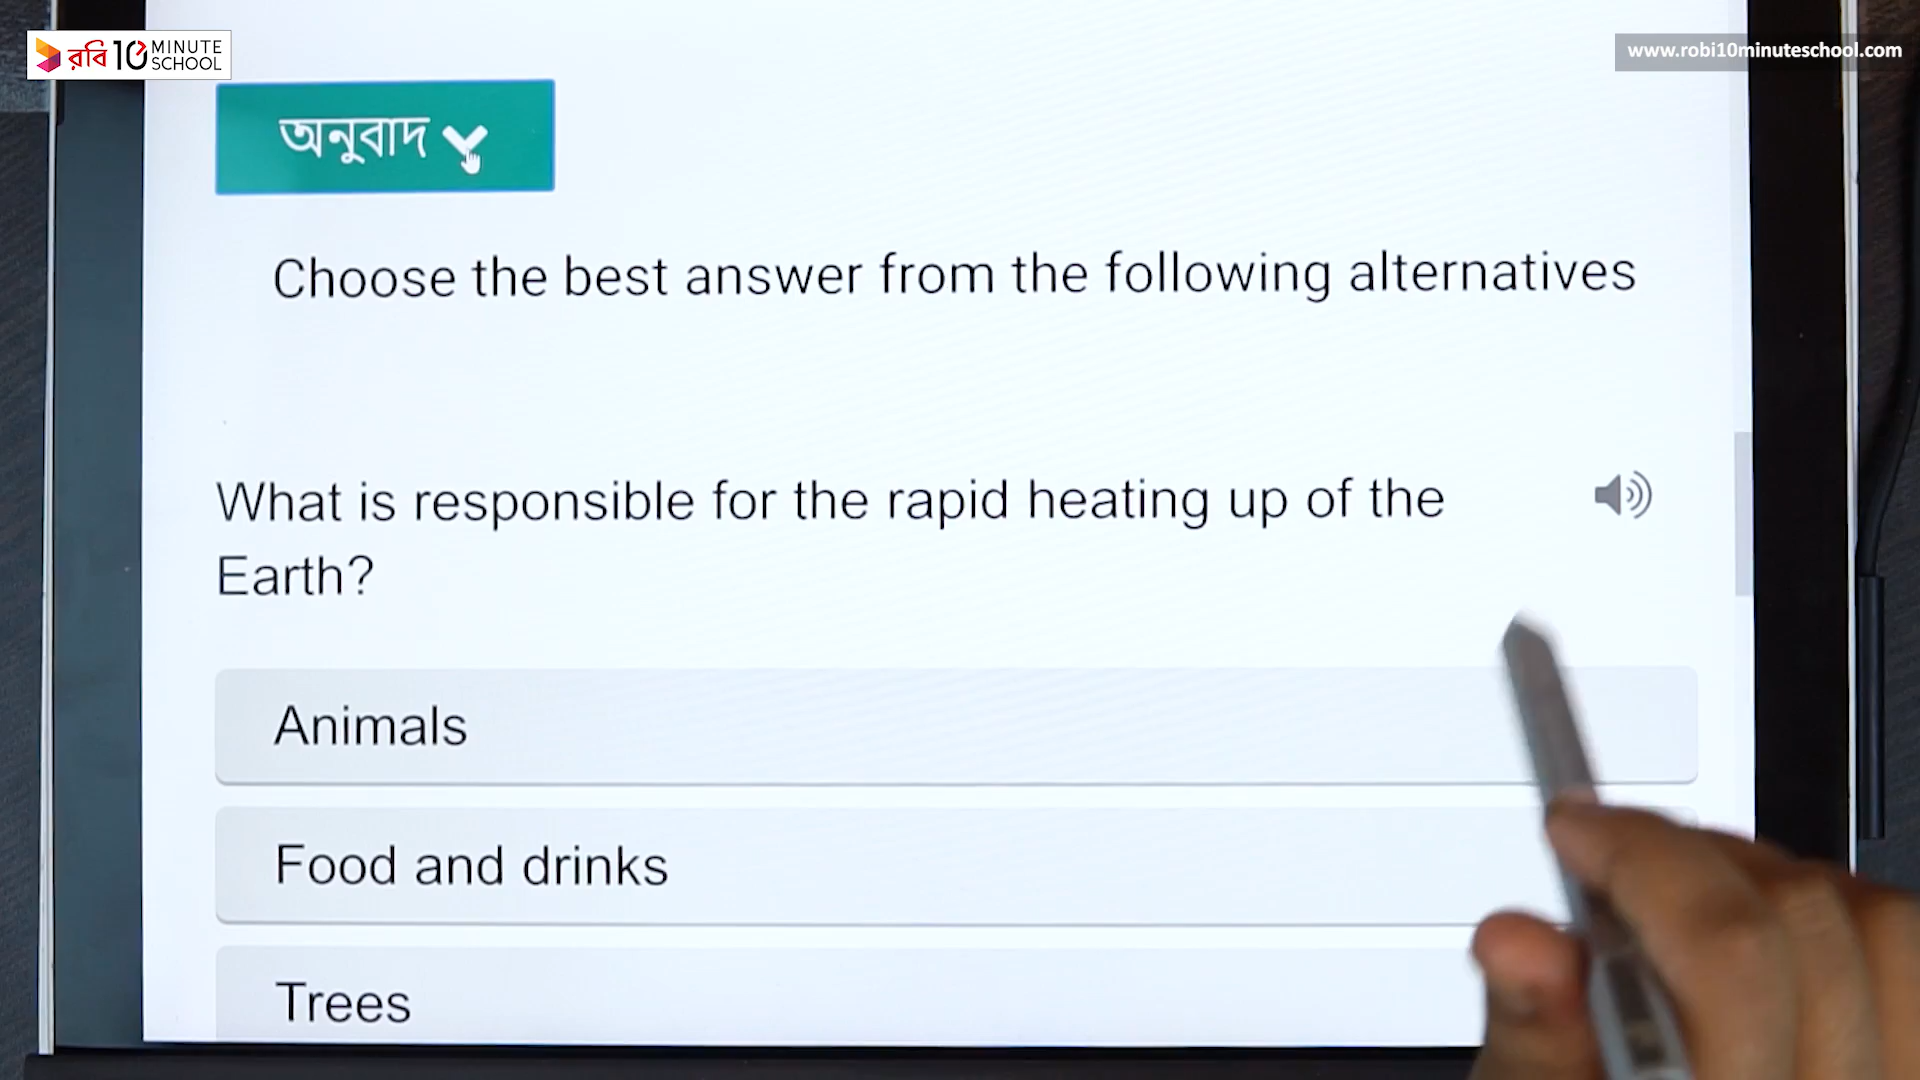 রবি 10 MINUTE SCHOOL
www.robi10minuteschool.com
অনুবাদ
Choose the best answer from the following alternatives
What is responsible for the rapid heating up of the
Earth?
Animals
Food and drinks
Trees